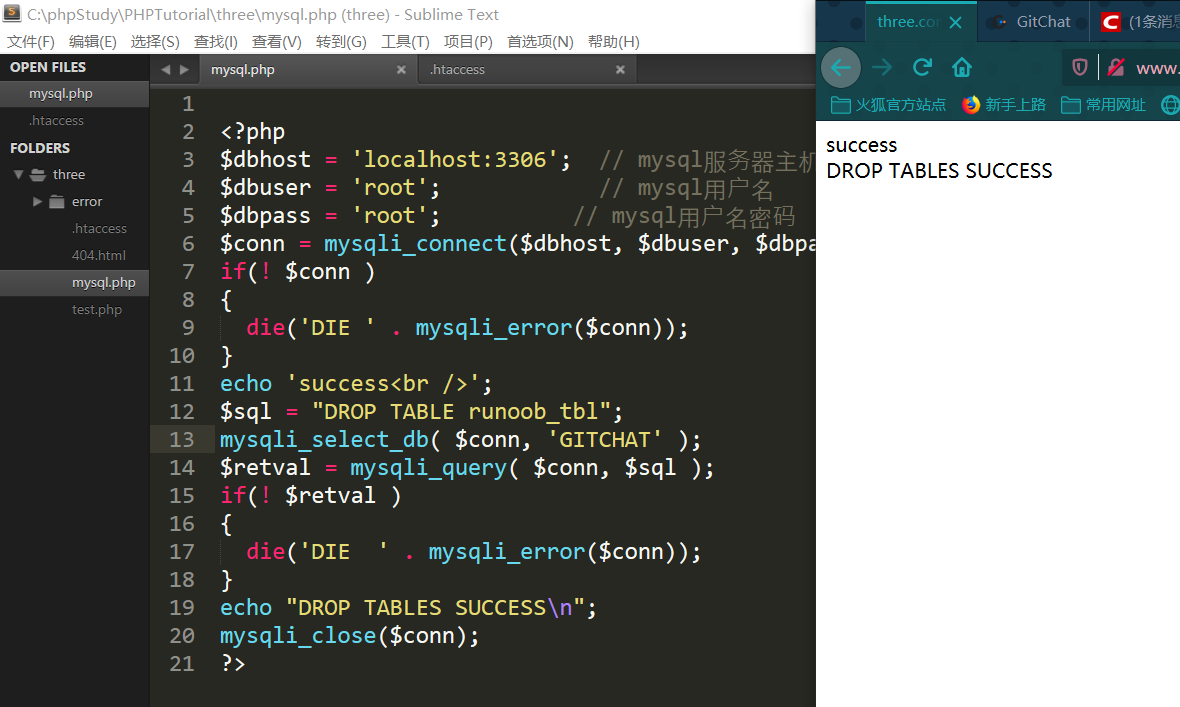 C:\phpStudy\PHPTutorial\three\mysql.php (three) - Sublime Text
文件(F) 编辑(E) 选择(S) 查找(I) 查看(V) 转到(G) 工具(T) 项目(P) 首选项(N) 帮助(H)
OPEN FILES
mysql.php
.htaccess
FOLDERS
three
error
.htaccess
404.html
mysql.php
test.php
mysql.php × .htaccess ×
1
2 <?php
3 $dbhost = 'localhost:3306'; // mysql服务器主机
4 $dbuser = 'root'; // mysql用户名
5 $dbpass = 'root'; // mysql用户名密码
6 $conn = mysqli_connect($dbhost, $dbuser, $dbpa
7 if(! $conn )
8 {
9 die('DIE ' . mysqli_error($conn));
10 }
11 echo 'success<br />';
12 $sql = "DROP TABLE runoob_tbl";
13 mysqli_select_db( $conn, 'GITCHAT' );
14 $retval = mysqli_query( $conn, $sql );
15 if(! $retval )
16 {
17 die('DIE  ' . mysqli_error($conn));
18 }
19 echo "DROP TABLES SUCCESS\n";
20 mysqli_close($conn);
21 ?>
three.co × GitChat C (1条消息
www.
火狐官方站点 新手上路 常用网址
success
DROP TABLES SUCCESS